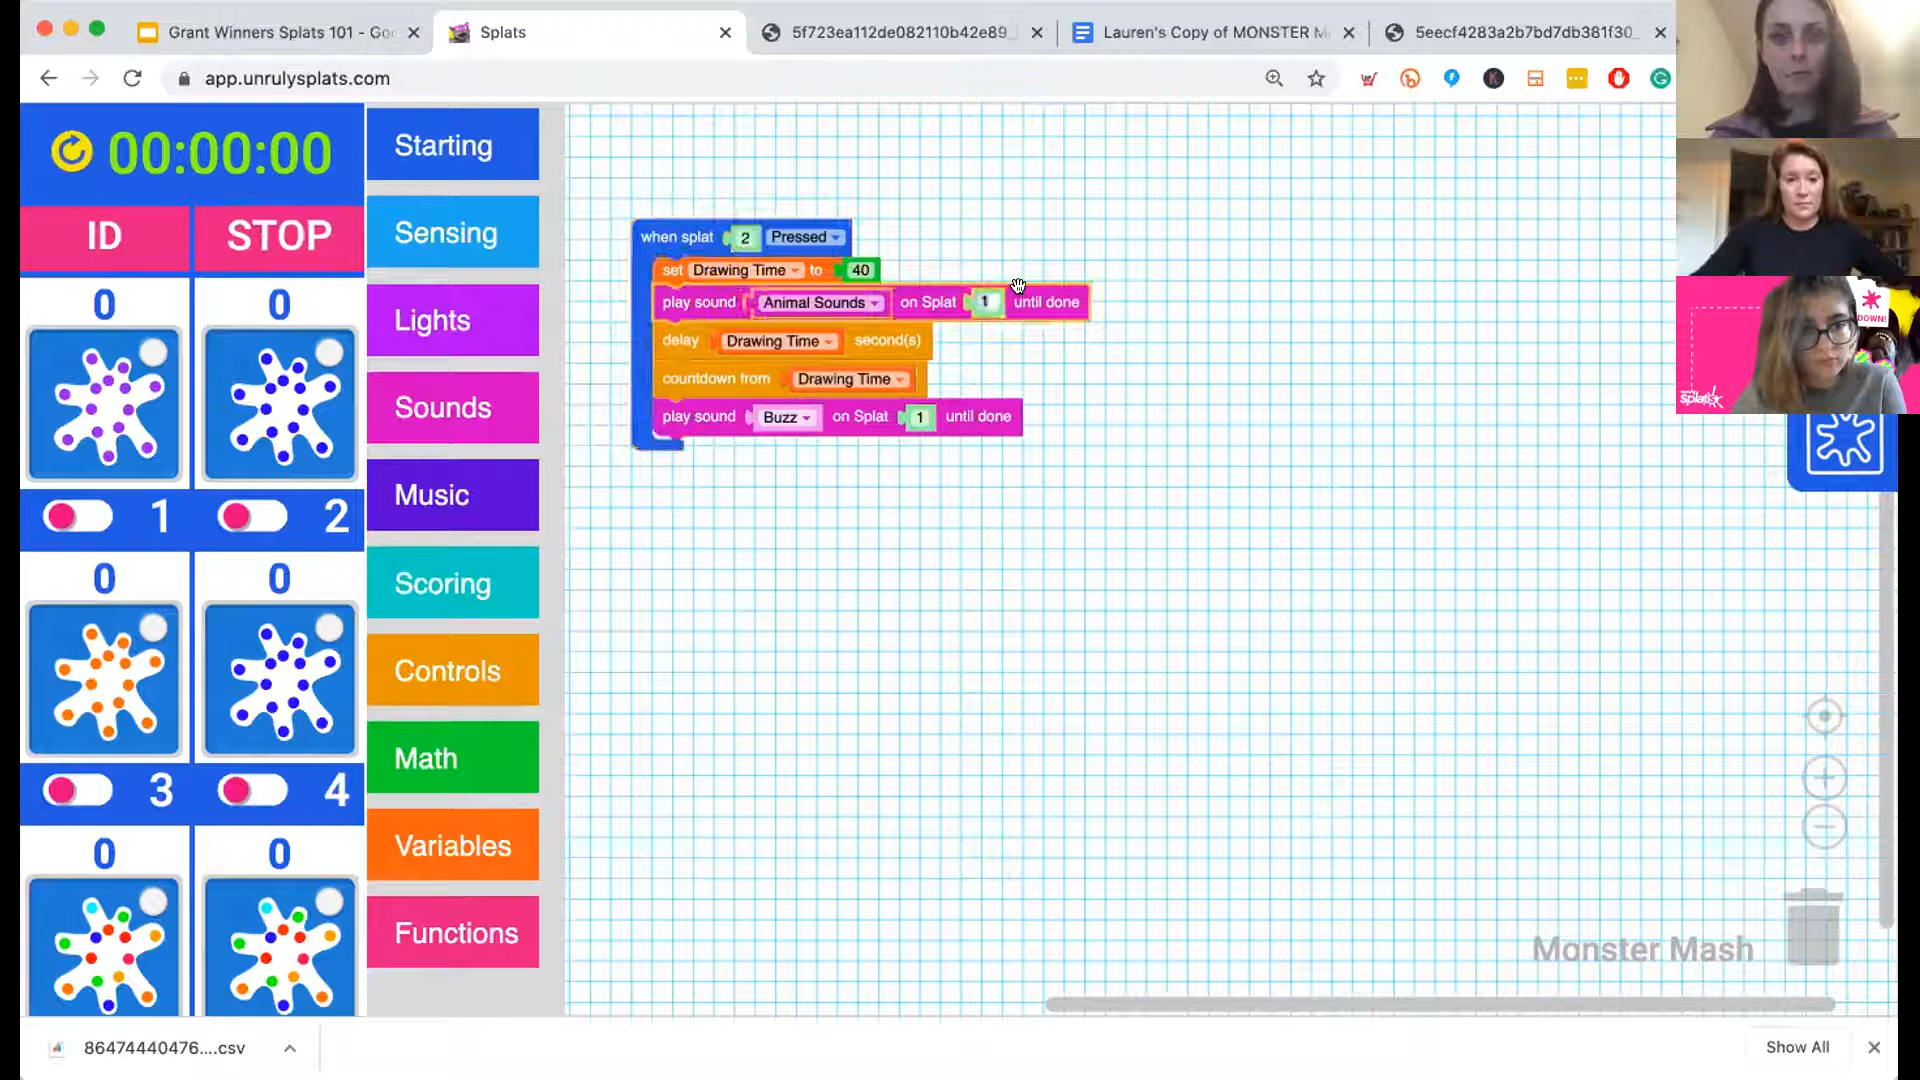 Grant Winners Splats 101 - Go
Splats
5f723ea112de082110b42e89_
Lauren's Copy of MONSTER M
5eecf4283a2b7bd7db381f30_
app.unrulysplats.com
00:00:00
ID
STOP
0
0
1
2
0
0
3
4
0
0
Starting
Sensing
Lights
Sounds
Music
Scoring
Controls
Math
Variables
Functions
when splat 2 Pressed
set Drawing Time to 40
play sound Animal Sounds on Splat 1 until done
delay Drawing Time second(s)
countdown from Drawing Time
play sound Buzz on Splat 1 until done
DOWN!
splats
Monster Mash
86474440476....csv
Show All